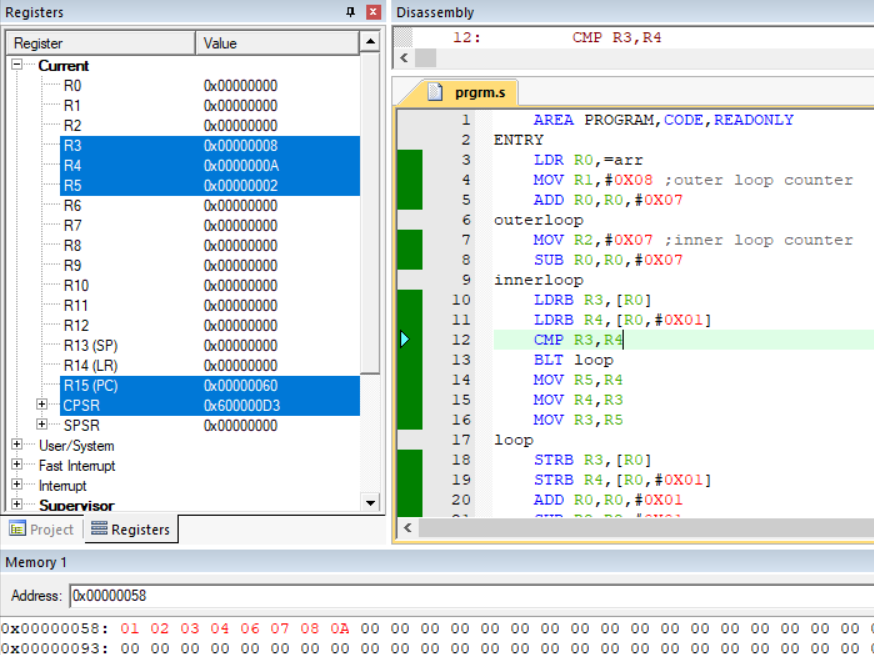 Registers
Register Value
Current
R0 0x00000000
R1 0x00000000
R2 0x00000000
R3 0x00000008
R4 0x0000000A
R5 0x00000002
R6 0x00000000
R7 0x00000000
R8 0x00000000
R9 0x00000000
R10 0x00000000
R11 0x00000000
R12 0x00000000
R13 (SP) 0x00000000
R14 (LR) 0x00000000
R15 (PC) 0x00000060
CPSR 0x600000D3
SPSR 0x00000000
User/System
Fast Interrupt
Interrupt
Supervisor
Project Registers
Disassembly
12: CMP R3,R4
prgrm.s
1 AREA PROGRAM,CODE,READONLY
2 ENTRY
3 LDR R0,=arr
4 MOV R1,#0X08 ;outer loop counter
5 ADD R0,R0,#0X07
6 outerloop
7 MOV R2,#0X07 ;inner loop counter
8 SUB R0,R0,#0X07
9 innerloop
10 LDRB R3,[R0]
11 LDRB R4,[R0,#0X01]
12 CMP R3,R4
13 BLT loop
14 MOV R5,R4
15 MOV R4,R3
16 MOV R3,R5
17 loop
18 STRB R3,[R0]
19 STRB R4,[R0,#0X01]
20 ADD R0,R0,#0X01
Memory 1
Address: 0x00000058
0x00000058: 01 02 03 04 06 07 08 0A 00 00 00 00 00 00 00 00 00 00 00 00 00 00 00 00 00
0x00000093: 00 00 00 00 00 00 00 00 00 00 00 00 00 00 00 00 00 00 00 00 00 00 00 00 00